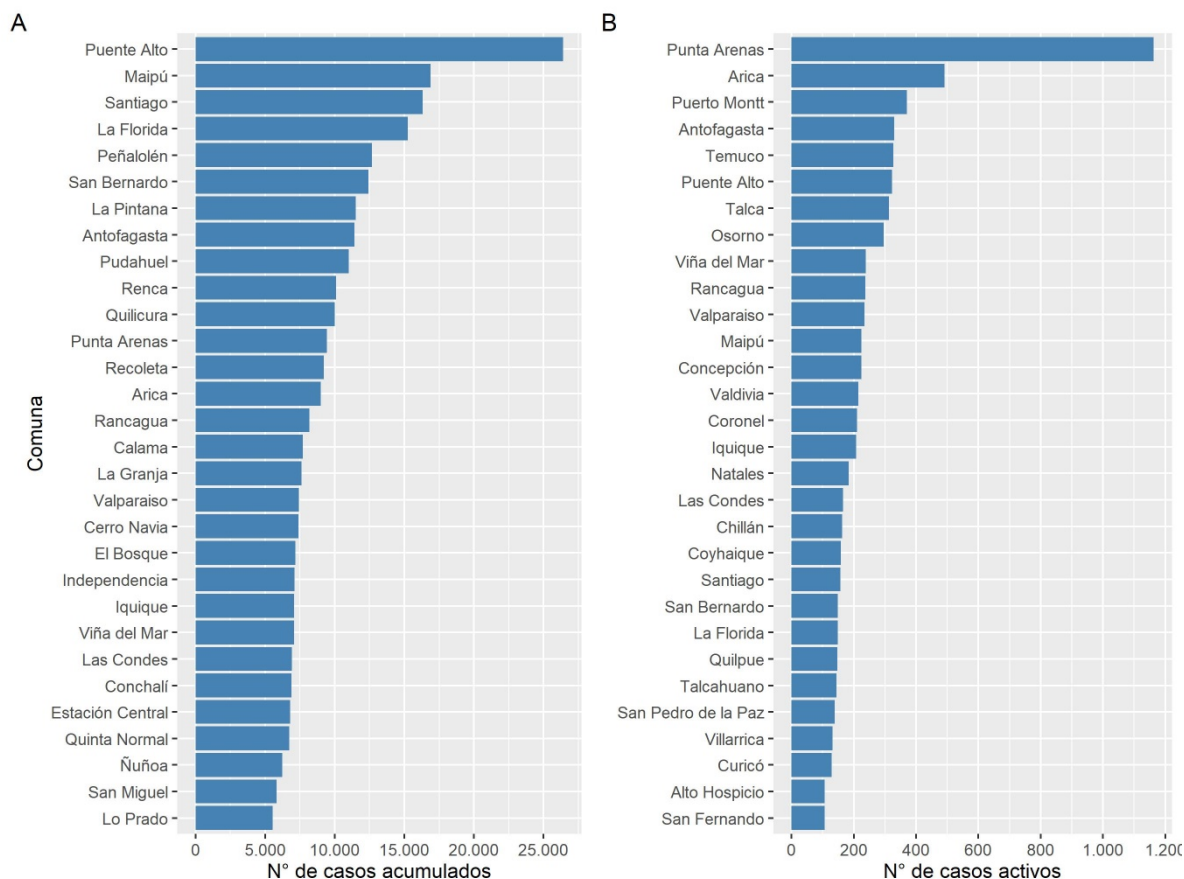 A
Comuna
Puente Alto
Maipú
Santiago
La Florida
Peñalolén
San Bernardo
La Pintana
Antofagasta
Pudahuel
Renca
Quilicura
Punta Arenas
Recoleta
Arica
Rancagua
Calama
La Granja
Valparaiso
Cerro Navia
El Bosque
Independencia
Iquique
Viña del Mar
Las Condes
Conchalí
Estación Central
Quinta Normal
Ñuñoa
San Miguel
Lo Prado
0 5.000 10.000 15.000 20.000 25.000
N° de casos acumulados
B
Punta Arenas
Arica
Puerto Montt
Antofagasta
Temuco
Puente Alto
Talca
Osorno
Viña del Mar
Rancagua
Valparaiso
Maipú
Concepción
Valdivia
Coronel
Iquique
Natales
Las Condes
Chillán
Coyhaique
Santiago
San Bernardo
La Florida
Quilpue
Talcahuano
San Pedro de la Paz
Villarrica
Curicó
Alto Hospicio
San Fernando
0 200 400 600 800 1.000 1.200
N° de casos activos